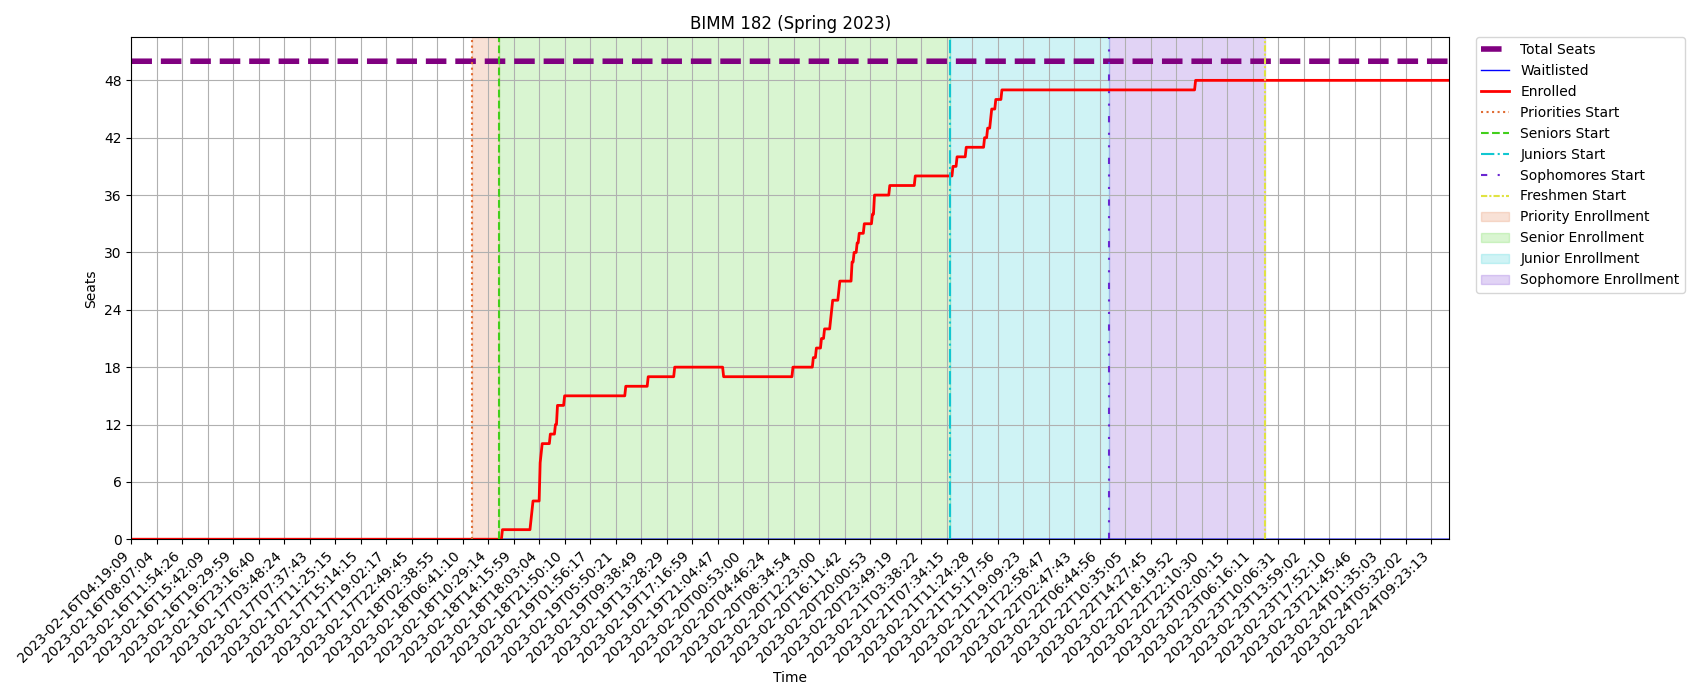 BIMM 182 (Spring 2023)
Total Seats
Waitlisted
Enrolled
Priorities Start
Seniors Start
Juniors Start
Sophomores Start
Freshmen Start
Priority Enrollment
Senior Enrollment
Junior Enrollment
Sophomore Enrollment
Seats
48
42
36
30
24
18
12
6
0
2023-02-16T04:19:09
2023-02-16T08:07:04
2023-02-16T11:54:26
2023-02-16T15:42:09
2023-02-16T19:29:59
2023-02-16T23:16:40
2023-02-17T03:48:24
2023-02-17T07:37:43
2023-02-17T11:25:15
2023-02-17T15:14:15
2023-02-17T19:02:17
2023-02-17T22:49:45
2023-02-18T02:38:55
2023-02-18T06:41:10
2023-02-18T10:29:14
2023-02-18T14:15:59
2023-02-18T18:03:04
2023-02-18T21:50:10
2023-02-19T01:56:17
2023-02-19T05:50:21
2023-02-19T09:38:49
2023-02-19T13:28:29
2023-02-19T17:16:59
2023-02-19T21:04:47
2023-02-20T00:53:00
2023-02-20T04:46:24
2023-02-20T08:34:54
2023-02-20T12:23:00
2023-02-20T16:11:42
2023-02-20T20:00:53
2023-02-20T23:49:19
2023-02-21T03:38:22
2023-02-21T07:34:15
2023-02-21T11:24:28
2023-02-21T15:17:56
2023-02-21T19:09:23
2023-02-21T22:58:47
2023-02-22T02:47:43
2023-02-22T06:44:56
2023-02-22T10:35:05
2023-02-22T14:27:45
2023-02-22T18:19:52
2023-02-22T22:10:30
2023-02-23T02:00:15
2023-02-23T06:16:11
2023-02-23T10:06:31
2023-02-23T13:59:02
2023-02-23T17:52:10
2023-02-23T21:45:46
2023-02-24T01:35:03
2023-02-24T05:32:02
2023-02-24T09:23:13
Time